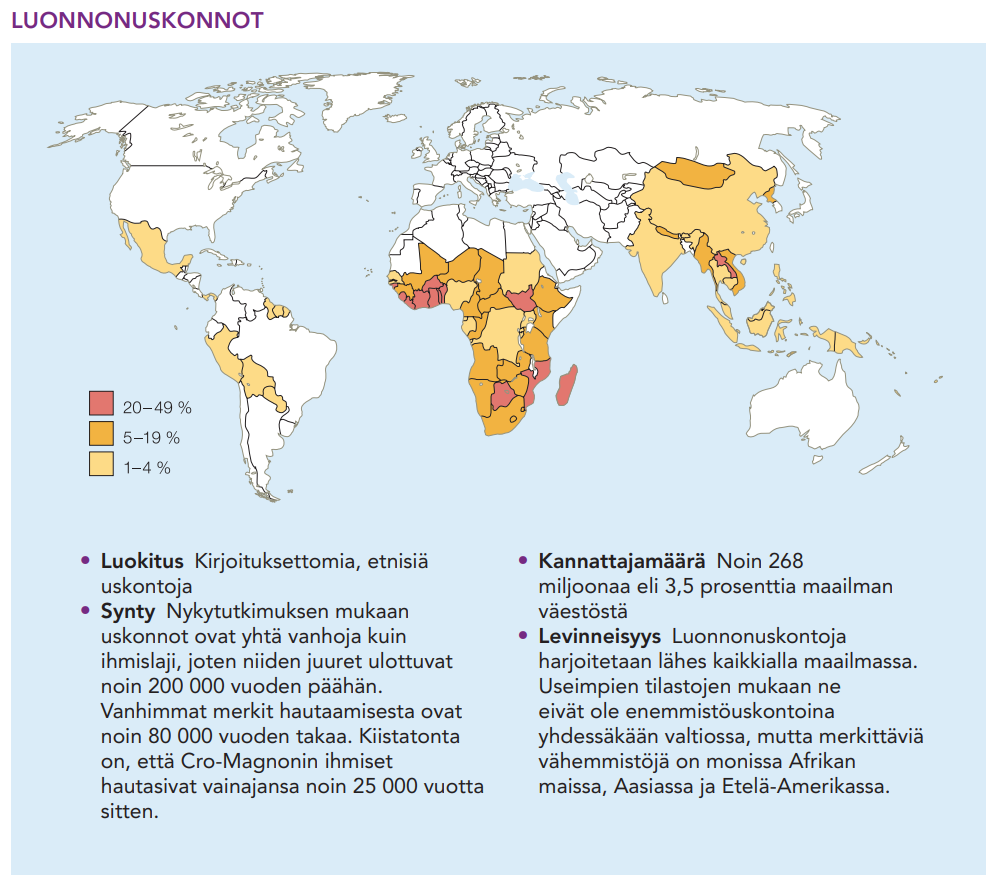 LUONNONUSKONNOT
20–49 %
5–19 %
1–4 %
• Luokitus Kirjoituksettomia, etnisiä
uskontoja
• Synty Nykytutkimuksen mukaan
uskonnot ovat yhtä vanhoja kuin
ihmislaji, joten niiden juuret ulottuvat
noin 200 000 vuoden päähän.
Vanhimmat merkit hautaamisesta ovat
noin 80 000 vuoden takaa. Kiistatonta
on, että Cro-Magnonin ihmiset
hautasivat vainajansa noin 25 000 vuotta
sitten.
• Kannattajamäärä Noin 268
miljoonaa eli 3,5 prosenttia maailman
väestöstä
• Levinneisyys Luonnonuskontoja
harjoitetaan lähes kaikkialla maailmassa.
Useimpien tilastojen mukaan ne
eivät ole enemmistöuskontoina
yhdessäkään valtiossa, mutta merkittäviä
vähemmistöjä on monissa Afrikan
maissa, Aasiassa ja Etelä-Amerikassa.